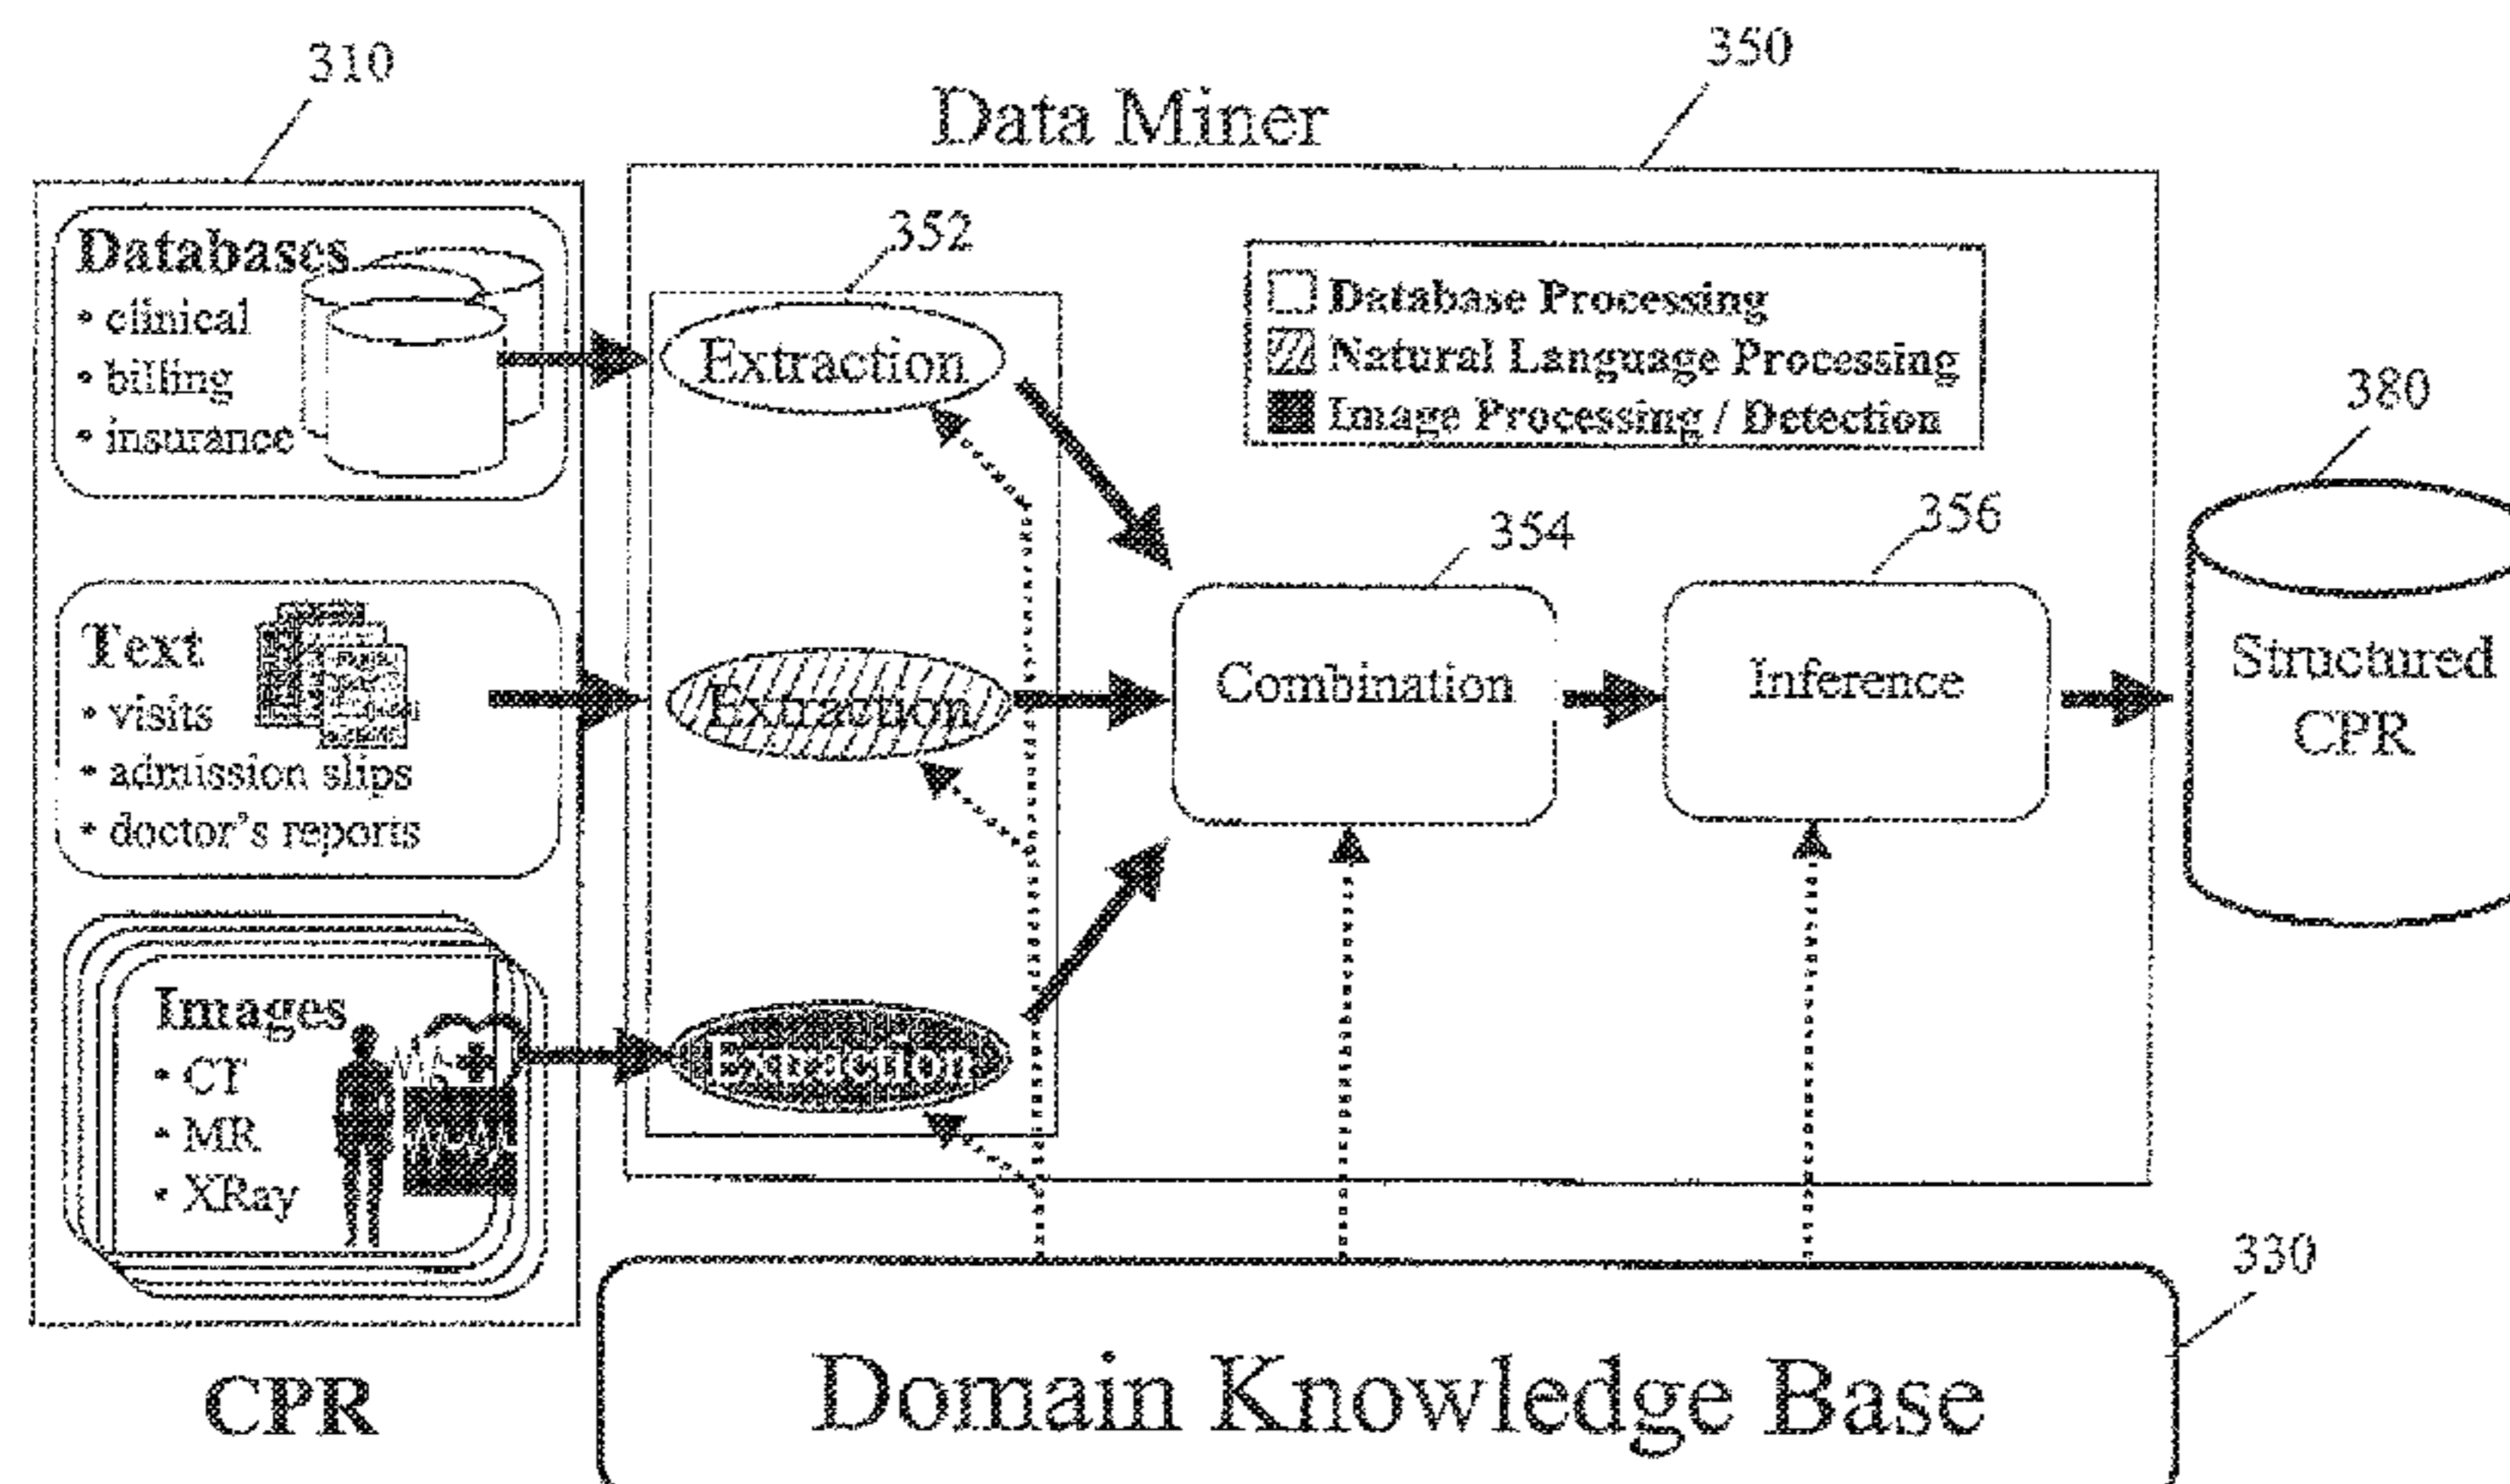 310
350
Data Miner
Databases
• clinical
• billing
• insurance
352
Extraction
Database Processing
Natural Language Processing
Image Processing / Detection
380
Text
• visits
• admission slips
• doctor's reports
Extraction
354
Combination
356
Inference
Structured
CPR
Images
• CT
• MR
• XRay
Extraction
330
CPR
Domain Knowledge Base